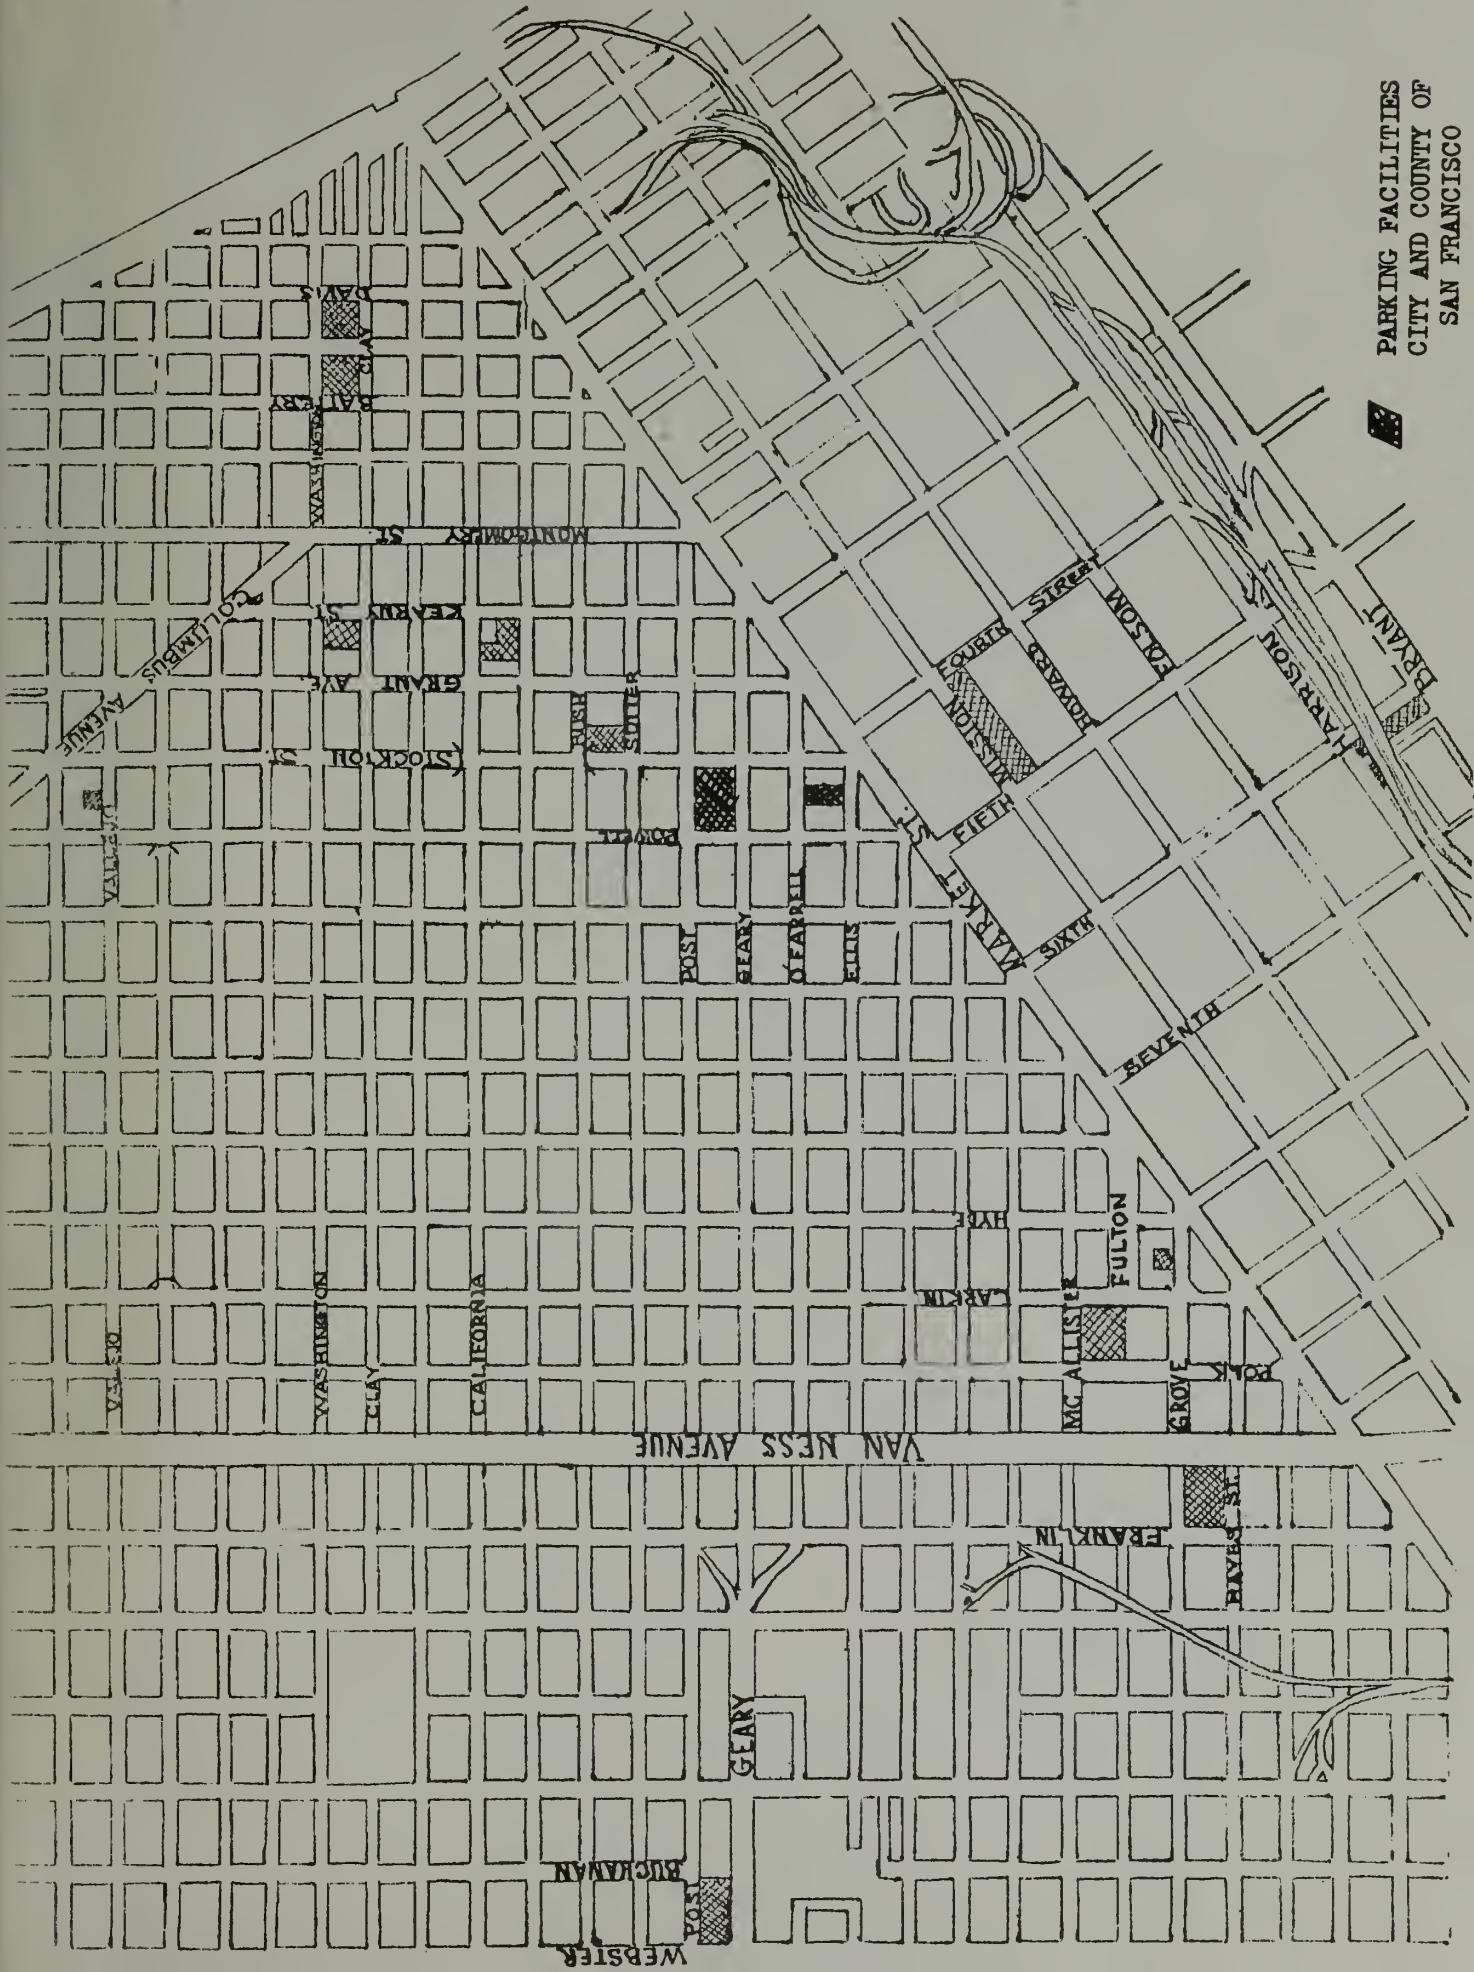 PARKING FACILITIES
CITY AND COUNTY OF
SAN FRANCISCO
DAVIS
CLAY
BATTERY
MONTGOMERY ST
COLUMBUS
AVENUE
KEARNY ST
GRANT AVE.
(STOCKTON ST
BUSH
SUTTER
POWELL
POST
GEARY
O'FARRELL
ELLIS
MARKET ST.
FOURTH STREET
MISSION
HOWARD
FOLSOM
HARRISON
HARRISON
BRYANT
FIFTH
SIXTH
SEVENTH
HYDE
LARKIN
FULTON
MC ALLISTER
GROVE
POLK
WASHINGTON
CLAY
CALIFORNIA
VAN NESS AVENUE
FRANKLIN
HAYES ST.
GEARY
BUCHANAN
POST
WEBSTER